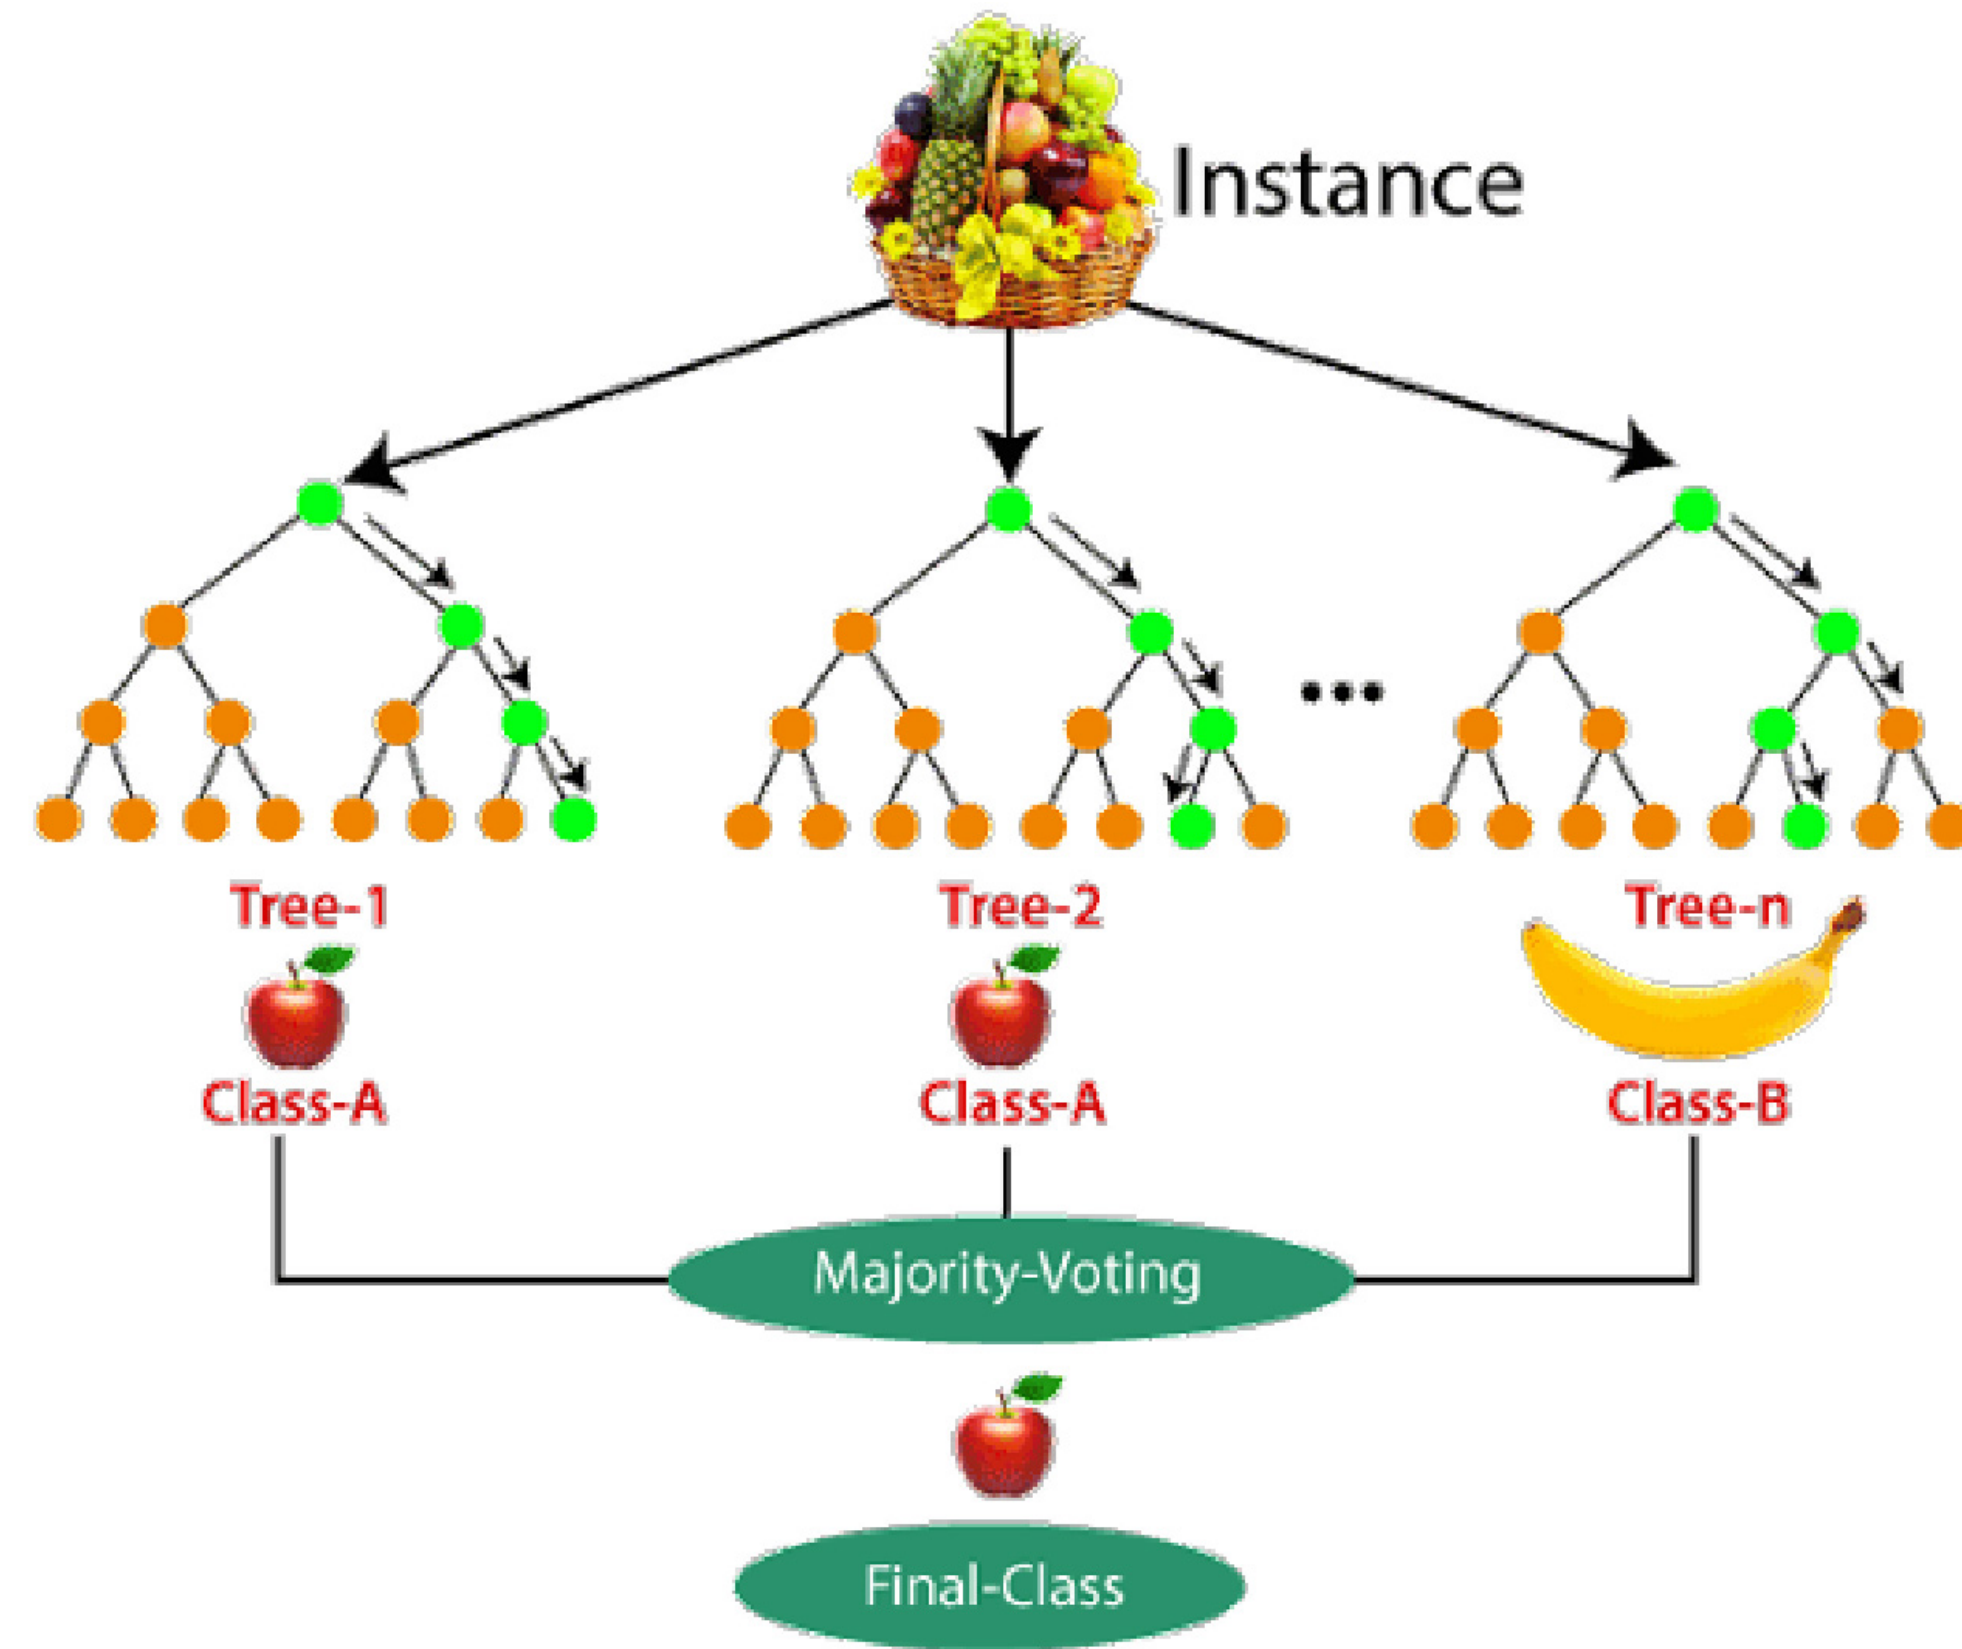 Instance
Tree-1
Tree-2
Tree-n
Class-A
Class-A
Class-B
Majority-Voting
Final-Class